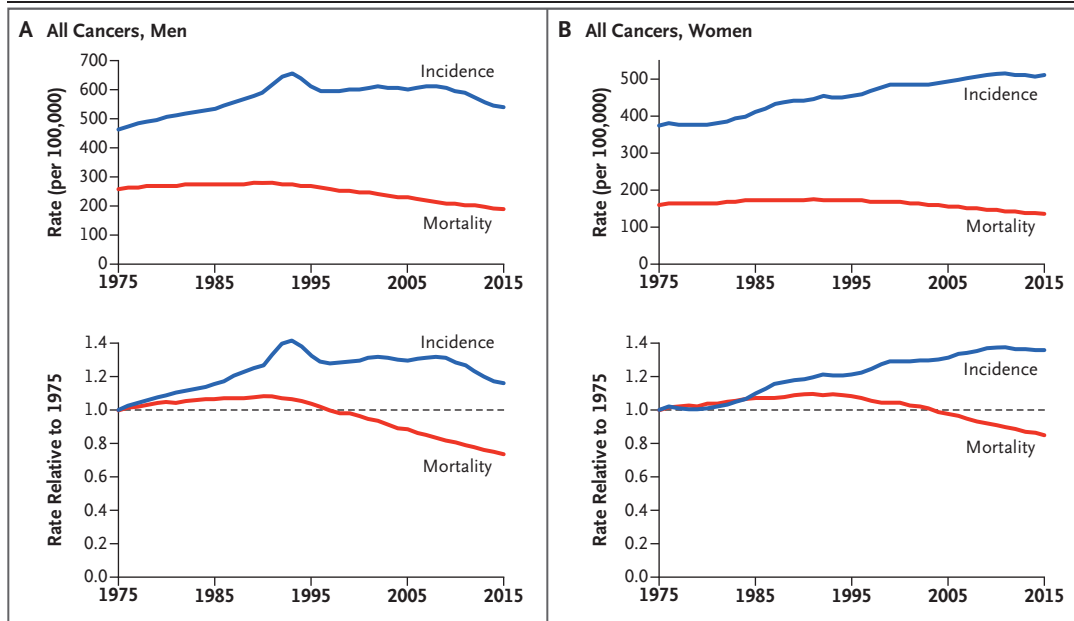 A All Cancers, Men
Rate (per 100,000)
700
600
500
400
300
200
100
0
Incidence
Mortality
1975 1985 1995 2005 2015
Rate Relative to 1975
1.4
1.2
1.0
0.8
0.6
0.4
0.2
0.0
Incidence
Mortality
1975 1985 1995 2005 2015
B All Cancers, Women
Rate (per 100,000)
500
400
300
200
100
0
Incidence
Mortality
1975 1985 1995 2005 2015
Rate Relative to 1975
1.4
1.2
1.0
0.8
0.6
0.4
0.2
0.0
Incidence
Mortality
1975 1985 1995 2005 2015